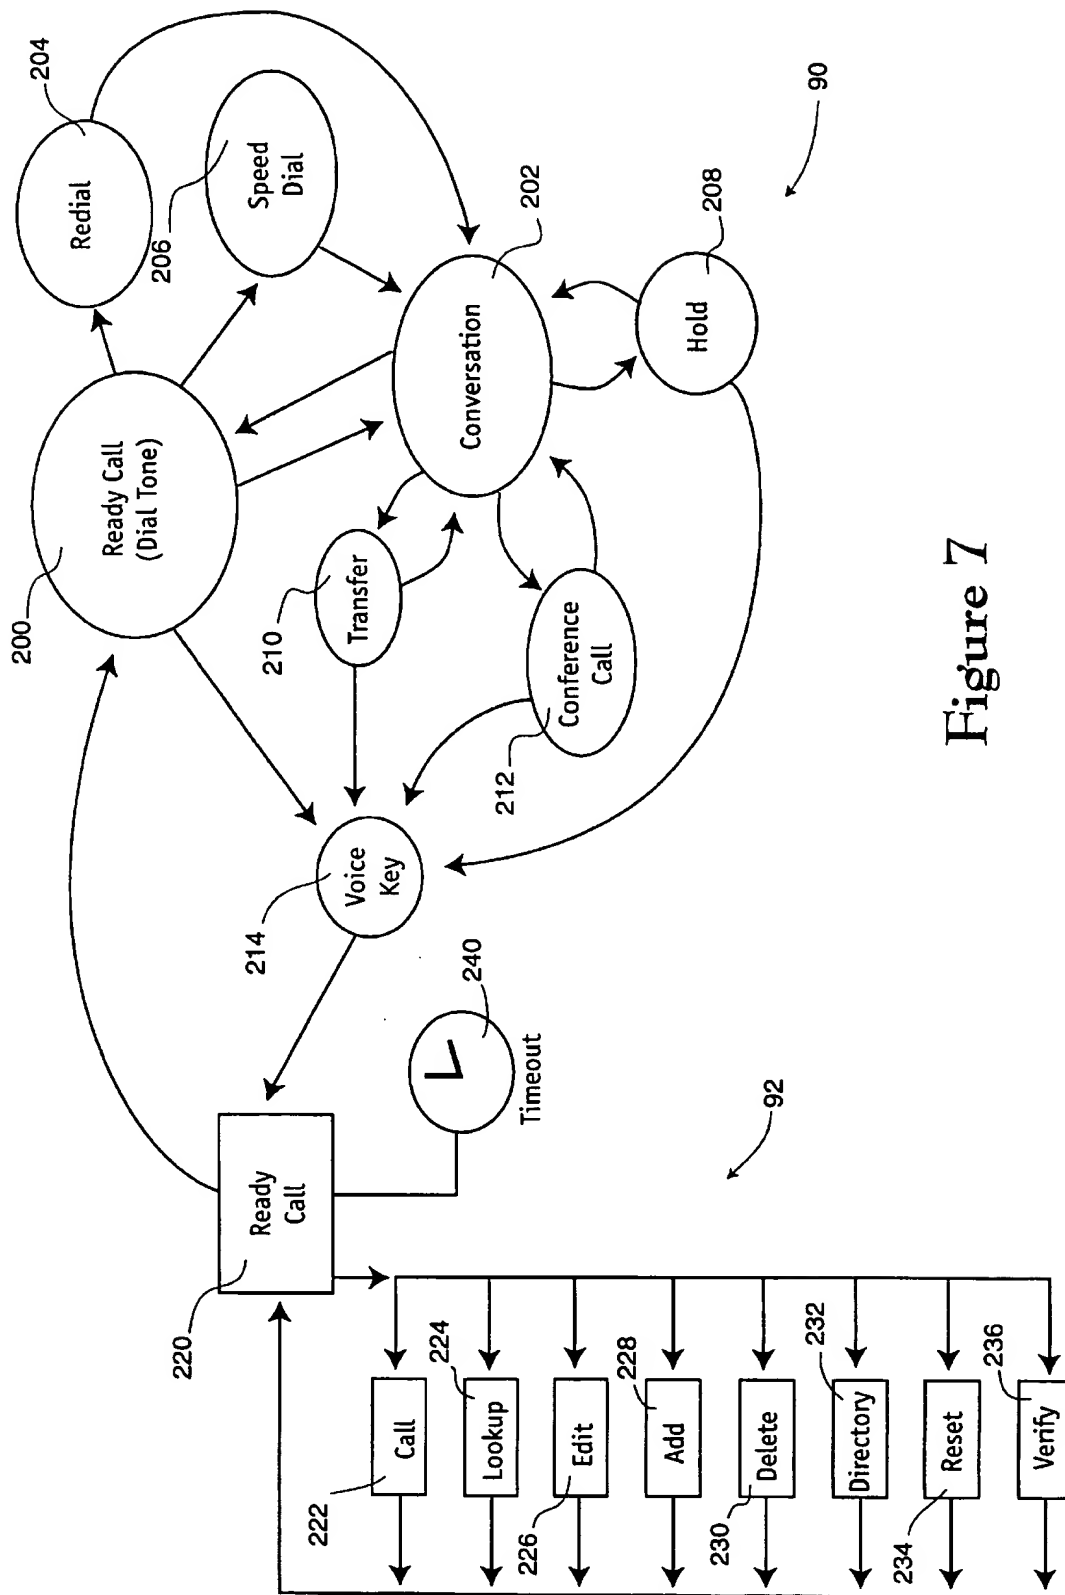 204
Redial
206
Speed
Dial
200
Ready Call
(Dial Tone)
202
Conversation
208
Hold
90
210
Transfer
212
Conference
Call
214
Voice
Key
240
Timeout
220
Ready
Call
92
222
Call
224
Lookup
226
Edit
228
Add
230
Delete
232
Directory
234
Reset
236
Verify
Figure 7